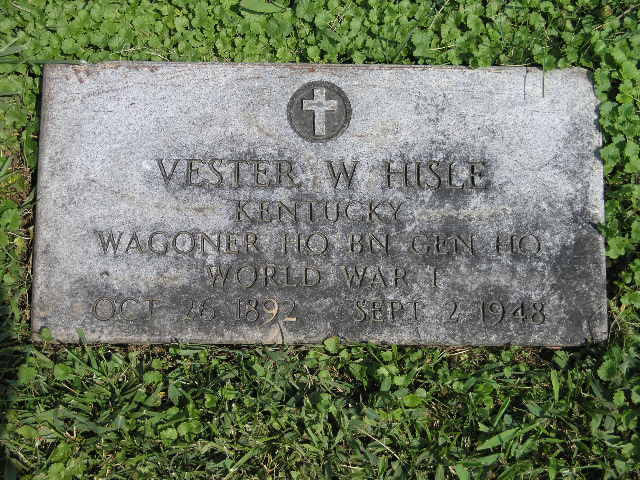 VESTER W HISLE
KENTUCKY
WAGONER HQ BN GEN HQ
WORLD WAR I
OCT 26 1892 SEPT 2 1948